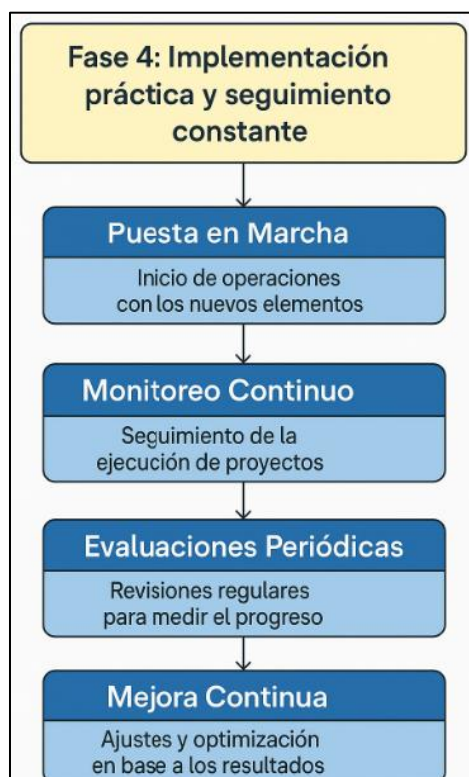 Fase 4: Implementación
práctica y seguimiento
constante
Puesta en Marcha
Inicio de operaciones
con los nuevos elementos
Monitoreo Continuo
Seguimiento de la
ejecución de proyectos
Evaluaciones Periódicas
Revisiones regulares
para medir el progreso
Mejora Continua
Ajustes y optimización
en base a los resultados